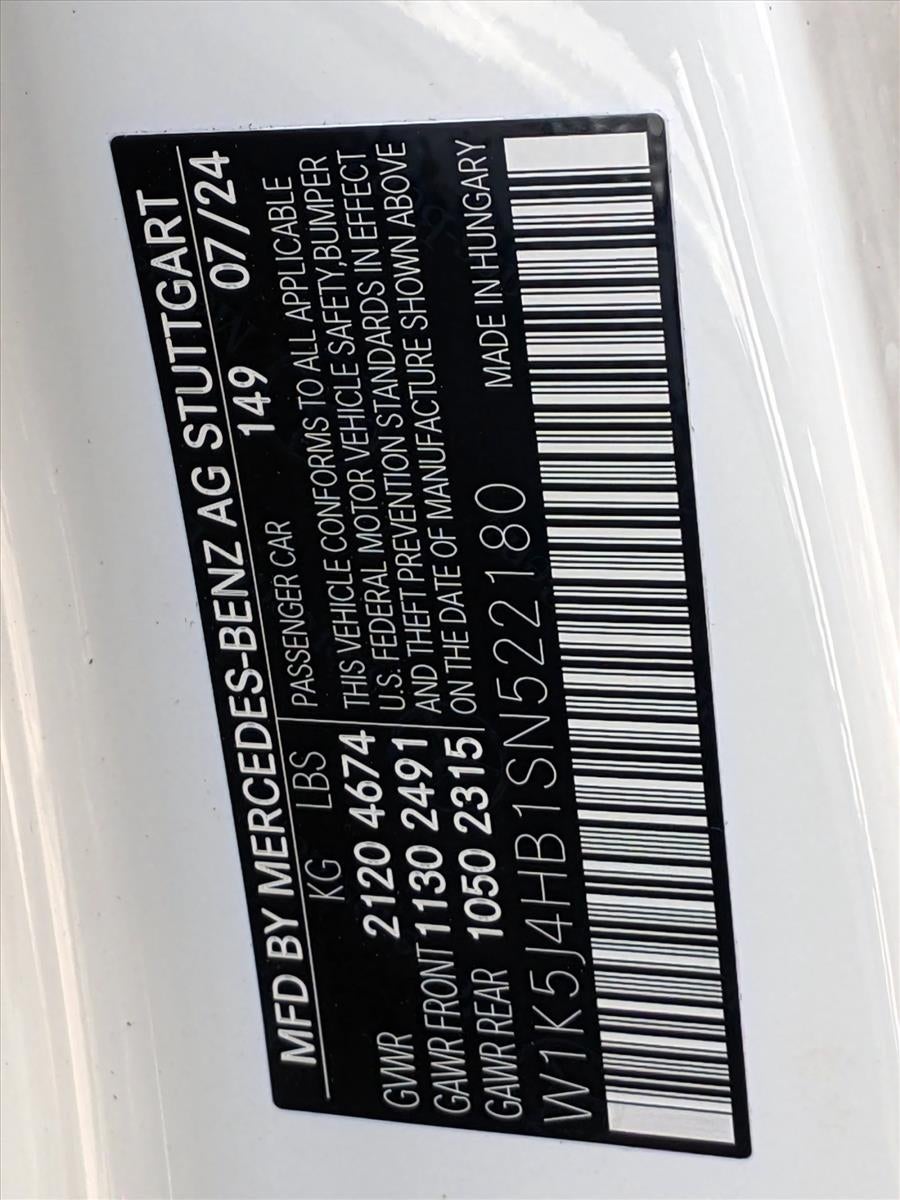 MFD BY MERCEDES-BENZ AG STUTTGART
149 07/24
KG LBS
PASSENGER CAR
GVWR 2120 4674
GAWR FRONT 1130 2491
GAWR REAR 1050 2315
THIS VEHICLE CONFORMS TO ALL APPLICABLE
U.S. FEDERAL MOTOR VEHICLE SAFETY,BUMPER
AND THEFT PREVENTION STANDARDS IN EFFECT
ON THE DATE OF MANUFACTURE SHOWN ABOVE
W1K5J4HB1SN522180
MADE IN HUNGARY